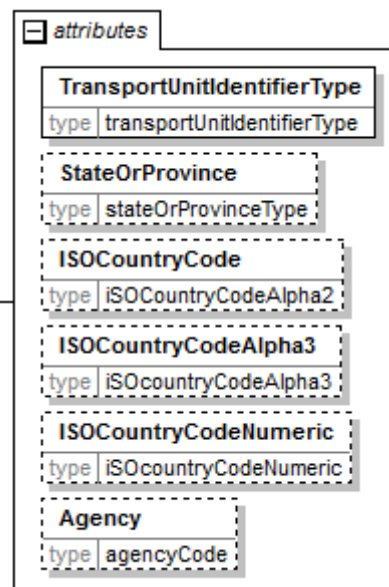 attributes
TransportUnitIdentifierType
type transportUnitIdentifierType
StateOrProvince
type stateOrProvinceType
ISOCountryCode
type iSOCountryCodeAlpha2
ISOCountryCodeAlpha3
type iSOcountryCodeAlpha3
ISOCountryCodeNumeric
type iSOcountryCodeNumeric
Agency
type agencyCode